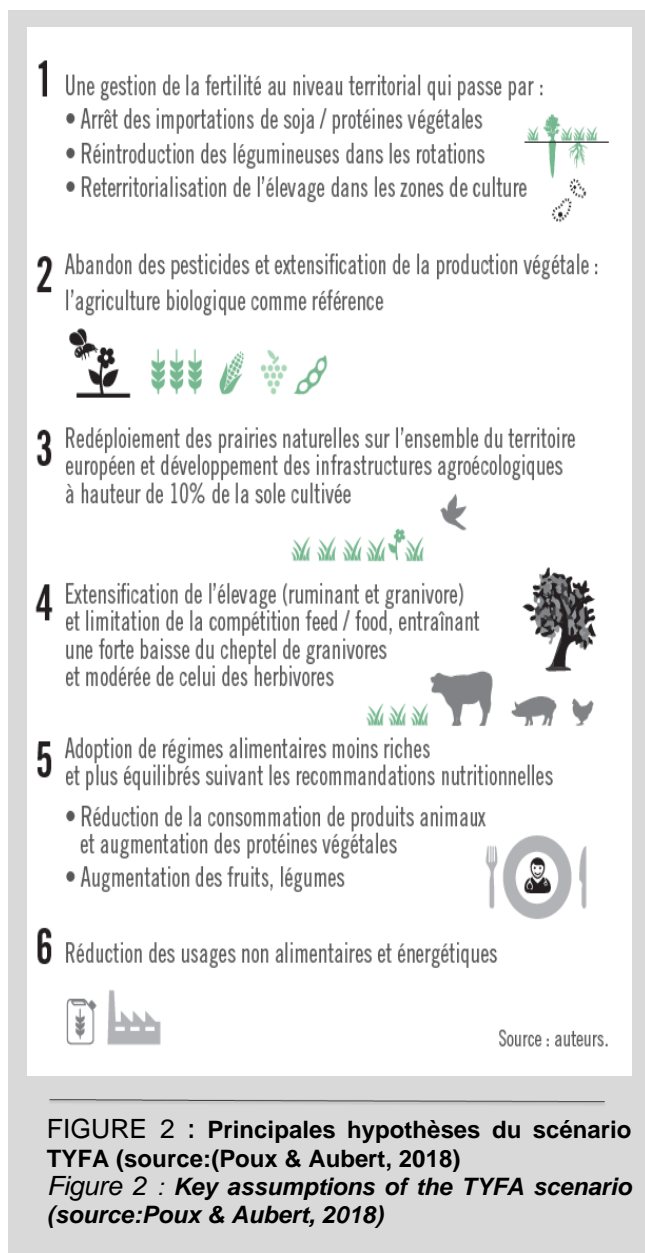 1 Une gestion de la fertilité au niveau territorial qui passe par :
• Arrêt des importations de soja / protéines végétales
• Réintroduction des légumineuses dans les rotations
• Reterritorialisation de l'élevage dans les zones de culture
2 Abandon des pesticides et extensification de la production végétale :
l'agriculture biologique comme référence
3 Redéploiement des prairies naturelles sur l'ensemble du territoire
européen et développement des infrastructures agroécologiques
à hauteur de 10% de la sole cultivée
4 Extensification de l'élevage (ruminant et granivore)
et limitation de la compétition feed / food, entraînant
une forte baisse du cheptel de granivores
et modérée de celui des herbivores
5 Adoption de régimes alimentaires moins riches
et plus équilibrés suivant les recommandations nutritionnelles
• Réduction de la consommation de produits animaux
et augmentation des protéines végétales
• Augmentation des fruits, légumes
6 Réduction des usages non alimentaires et énergétiques
Source : auteurs.
FIGURE 2 : Principales hypothèses du scénario
TYFA (source:(Poux & Aubert, 2018)
Figure 2 : Key assumptions of the TYFA scenario
(source:Poux & Aubert, 2018)